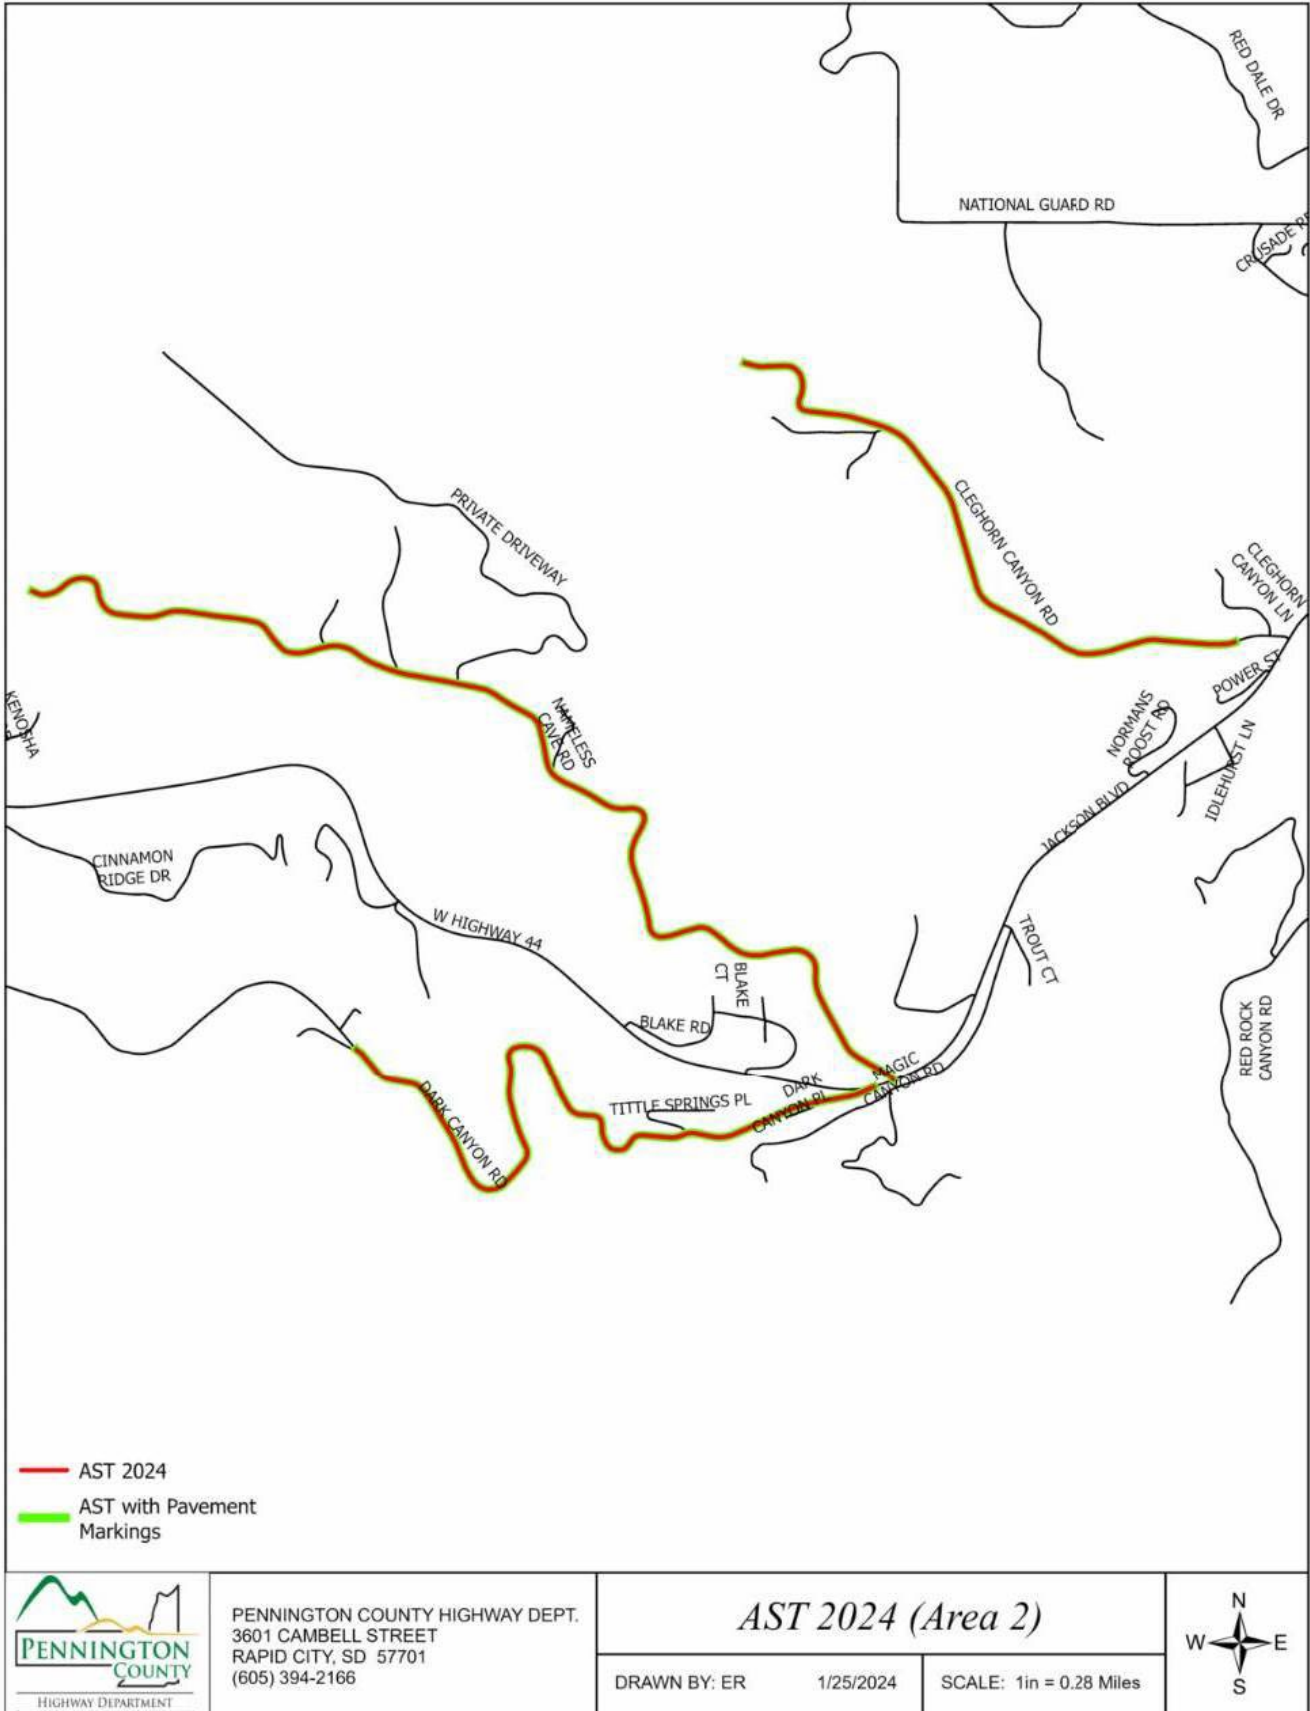 RED DALE DR
NATIONAL GUARD RD
CRUSADE
PRIVATE DRIVEWAY
CLEGHORN CANYON RD
CLEGHORN
CANYON LN
POWER ST
NORMANS
ROOST RD
IDLEHURST LN
JACKSON BLVD
KENOSHA
NAMELESS
CAVE RD
CINNAMON
RIDGE DR
W HIGHWAY 44
BLAKE
CT
BLAKE RD
TROUT CT
RED ROCK
CANYON RD
MAGIC
CANYON RD
DARK
CANYON PL
TITTLE SPRINGS PL
DARK CANYON RD
AST 2024
AST with Pavement
Markings
PENNINGTON
COUNTY
HIGHWAY DEPARTMENT
PENNINGTON COUNTY HIGHWAY DEPT.
3601 CAMBELL STREET
RAPID CITY, SD 57701
(605) 394-2166
AST 2024 (Area 2)
DRAWN BY: ER
1/25/2024
SCALE: 1in = 0.28 Miles
N
W
E
S